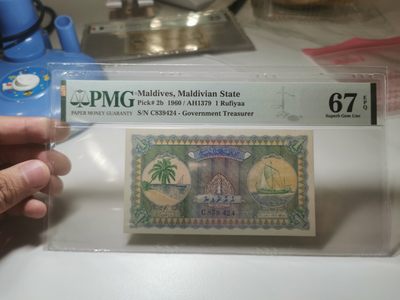 PMG
PAPER MONEY GUARANTY
Maldives, Maldivian State
Pick# 2b 1960 / AH1379 1 Rufiyaa
S/N C839424 - Government Treasurer
67 EPQ
Superb Gem Unc
C839424